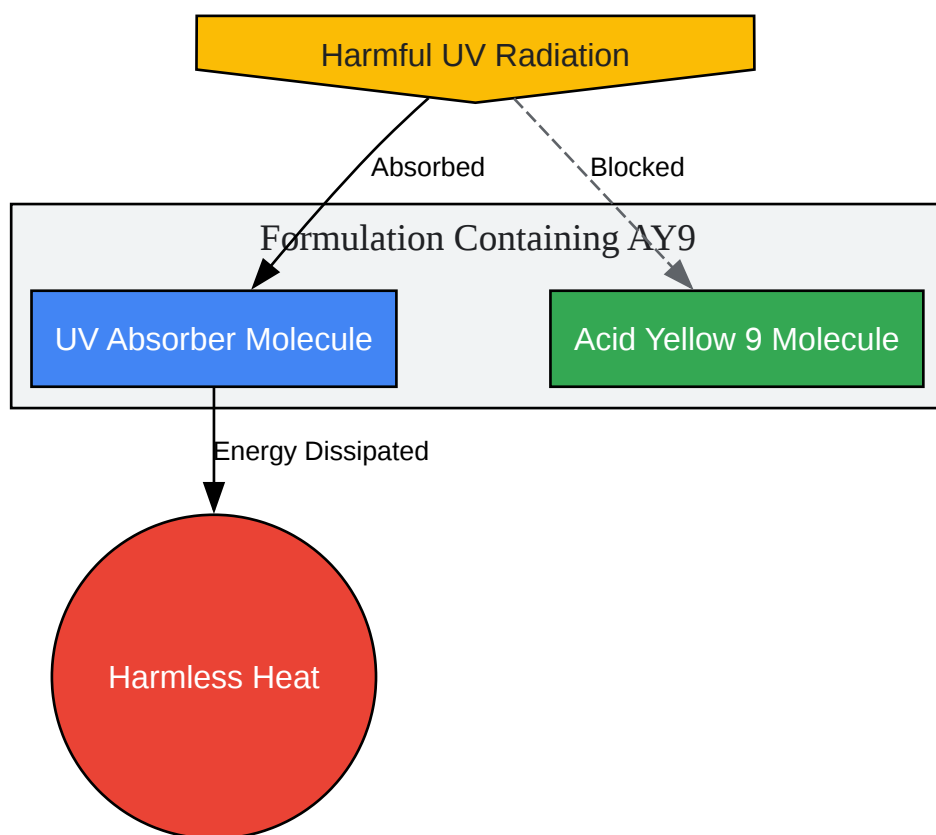 Harmful UV Radiation
Absorbed
Blocked
Formulation Containing AY9
UV Absorber Molecule
Acid Yellow 9 Molecule
Energy Dissipated
Harmless Heat